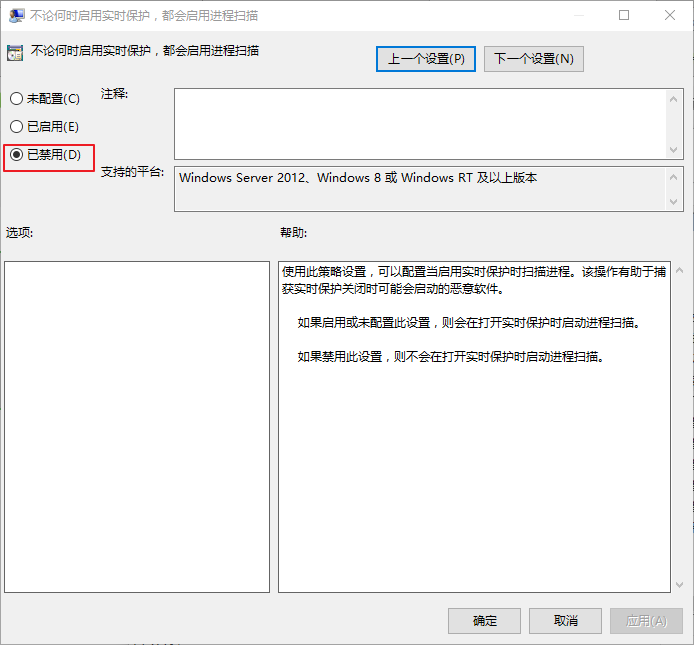 不论何时启用实时保护，都会启用进程扫描
不论何时启用实时保护，都会启用进程扫描
上一个设置(P)
下一个设置(N)
未配置(C)
注释:
已启用(E)
已禁用(D)
支持的平台:
Windows Server 2012、Windows 8 或 Windows RT 及以上版本
选项:
帮助:
使用此策略设置，可以配置当启用实时保护时扫描进程。该操作有助于捕
获实时保护关闭时可能会启动的恶意软件。
如果启用或未配置此设置，则会在打开实时保护时启动进程扫描。
如果禁用此设置，则不会在打开实时保护时启动进程扫描。
确定
取消
应用(A)